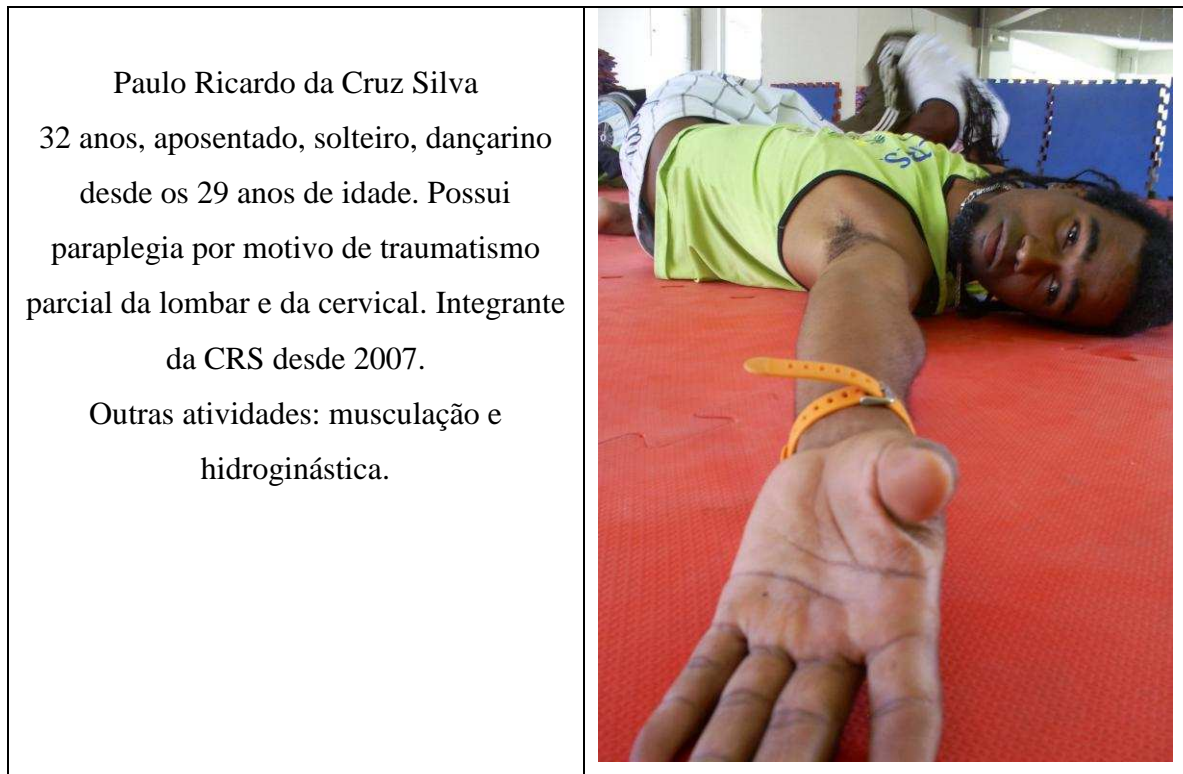 Paulo Ricardo da Cruz Silva
32 anos, aposentado, solteiro, dançarino
desde os 29 anos de idade. Possui
paraplegia por motivo de traumatismo
parcial da lombar e da cervical. Integrante
da CRS desde 2007.
Outras atividades: musculação e
hidroginástica.